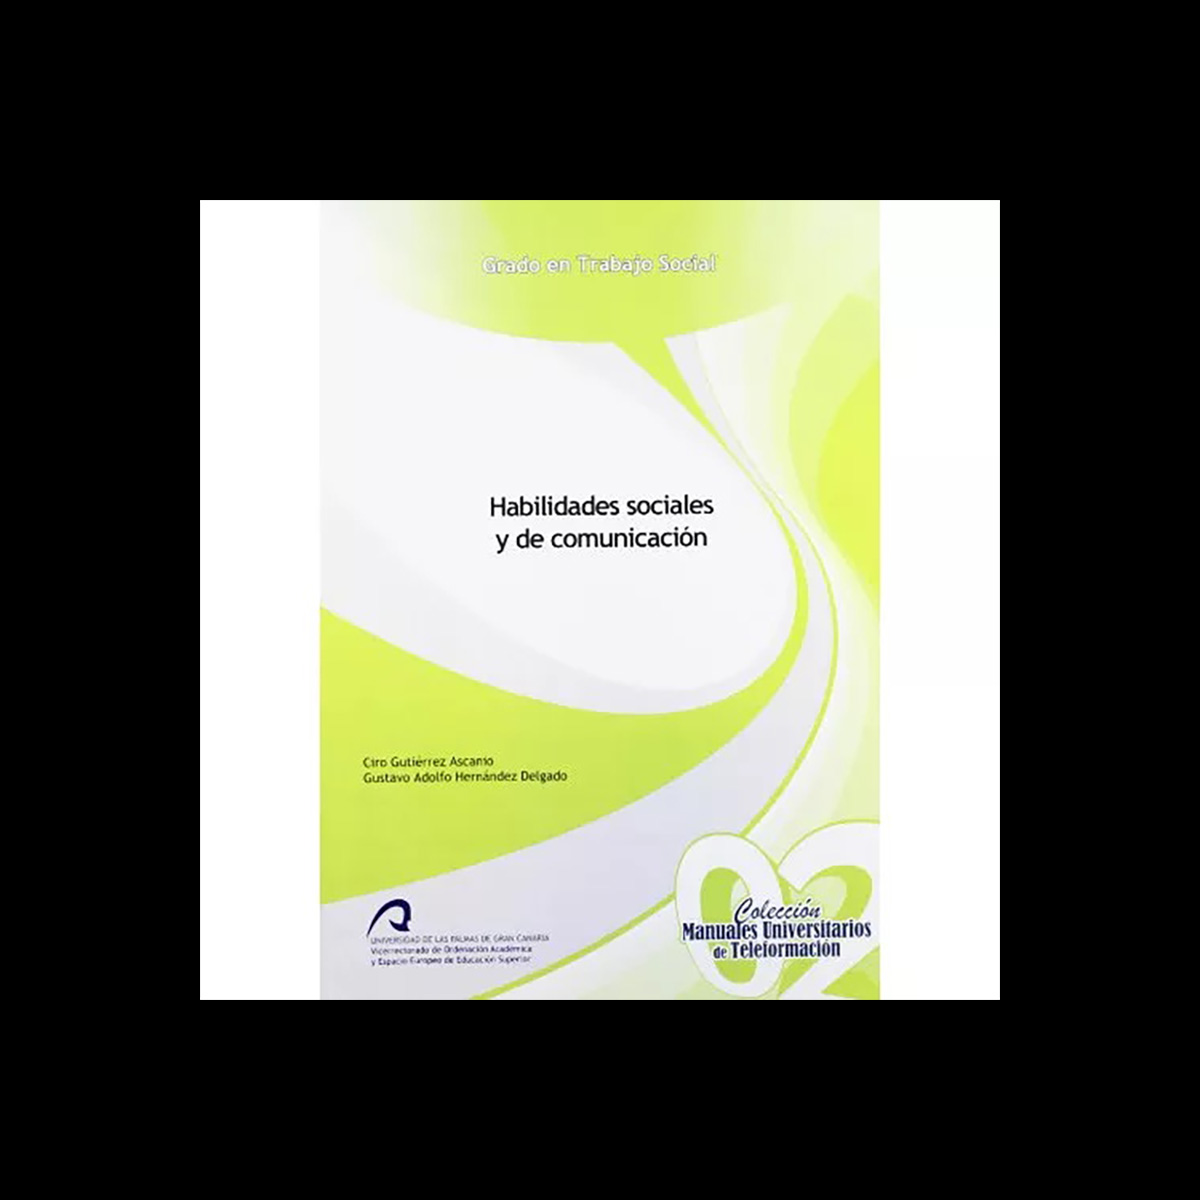 Grado en Trabajo Social
Habilidades sociales
y de comunicación
Ciro Gutiérrez Ascanio
Gustavo Adolfo Hernández Delgado
02
Colección
Manuales Universitarios
de Teleformación
UNIVERSIDAD DE LAS PALMAS DE GRAN CANARIA
Vicerrectorado de Ordenación Académica
y Espacio Europeo de Educación Superior